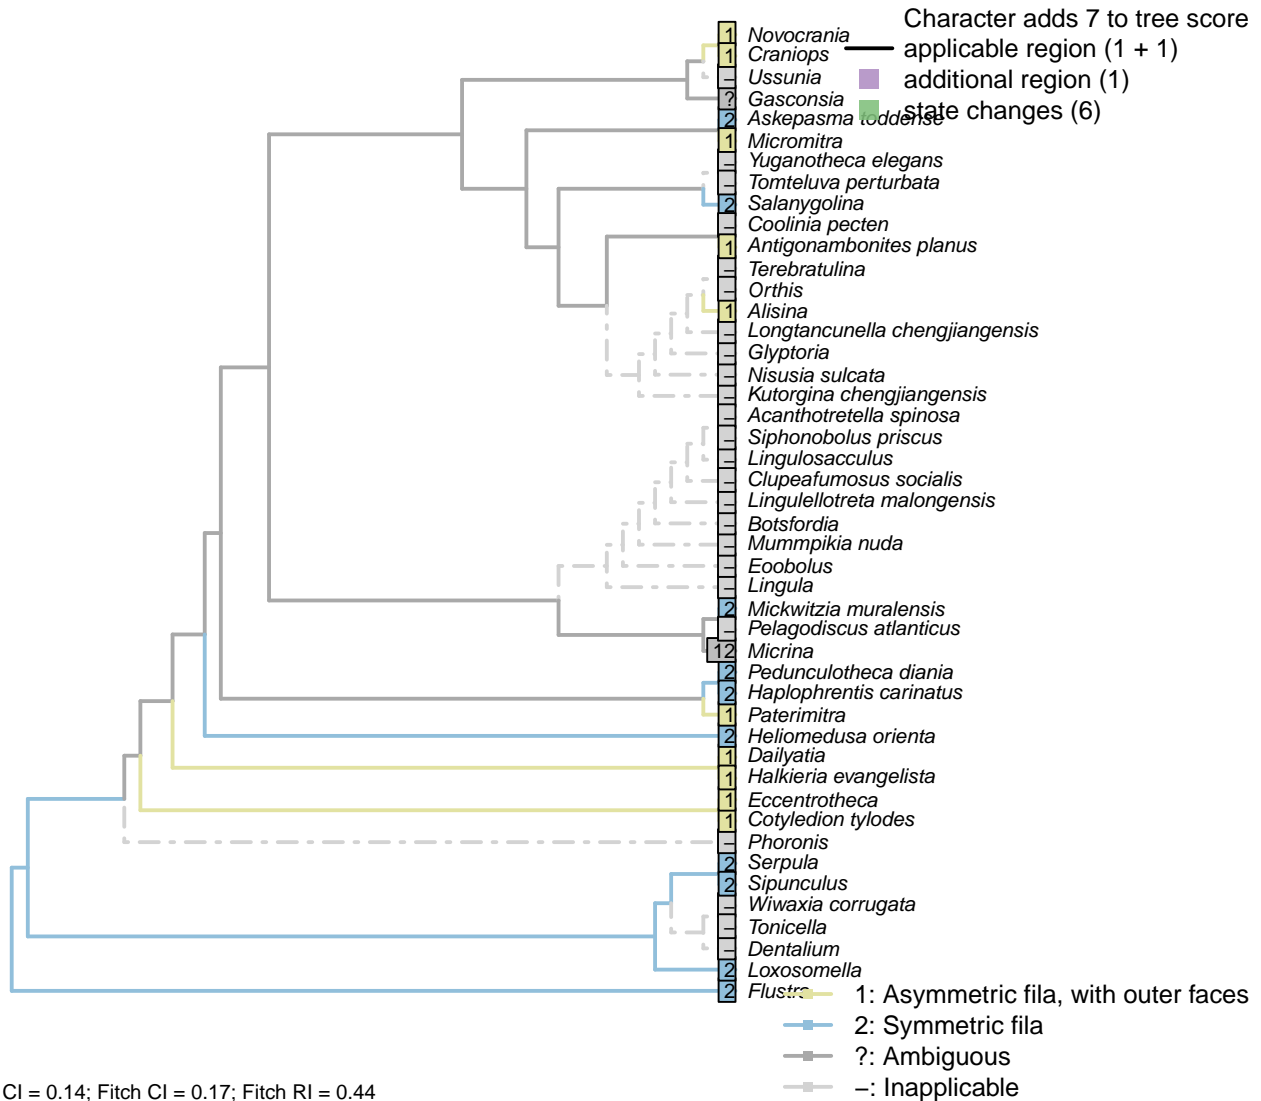 Character adds 7 to tree score
applicable region (1 + 1)
additional region (1)
state changes (6)
1 Novocrania
1 Craniops
– Ussunia
? Gasconsia
2 Askepasma toddense
1 Micromitra
– Yuganotheca elegans
– Tomteluva perturbata
2 Salanygolina
– Coolinia pecten
1 Antigonambonites planus
– Terebratulina
– Orthis
1 Alisina
– Longtancunella chengjiangensis
– Glyptoria
– Nisusia sulcata
– Kutorgina chengjiangensis
– Acanthotretella spinosa
– Siphonobolus priscus
– Lingulosacculus
– Clupeafumosus socialis
– Lingulellotreta malongensis
– Botsfordia
– Mummpikia nuda
– Eoobolus
– Lingula
2 Mickwitzia muralensis
– Pelagodiscus atlanticus
12 Micrina
2 Pedunculotheca diania
2 Haplophrentis carinatus
1 Paterimitra
2 Heliomedusa orienta
1 Dailyatia
1 Halkieria evangelista
1 Eccentrotheca
1 Cotyledion tylodes
– Phoronis
2 Serpula
2 Sipunculus
– Wiwaxia corrugata
– Tonicella
– Dentalium
2 Loxosomella
2 Flustra
1: Asymmetric fila, with outer faces
2: Symmetric fila
?: Ambiguous
–: Inapplicable
CI = 0.14; Fitch CI = 0.17; Fitch RI = 0.44